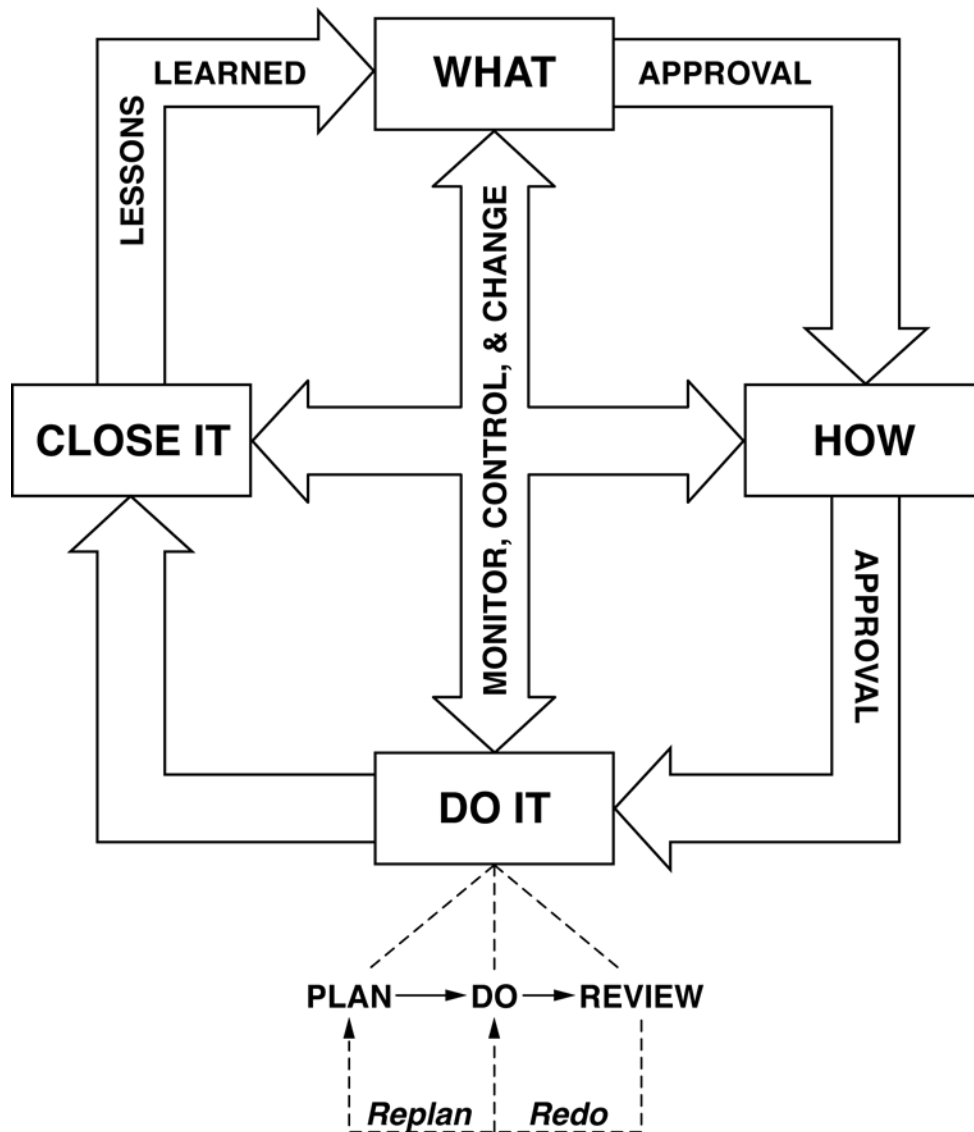 WHAT
APPROVAL
LEARNED
LESSONS
MONITOR, CONTROL, & CHANGE
CLOSE IT
HOW
APPROVAL
DO IT
PLAN DO REVIEW
Replan Redo